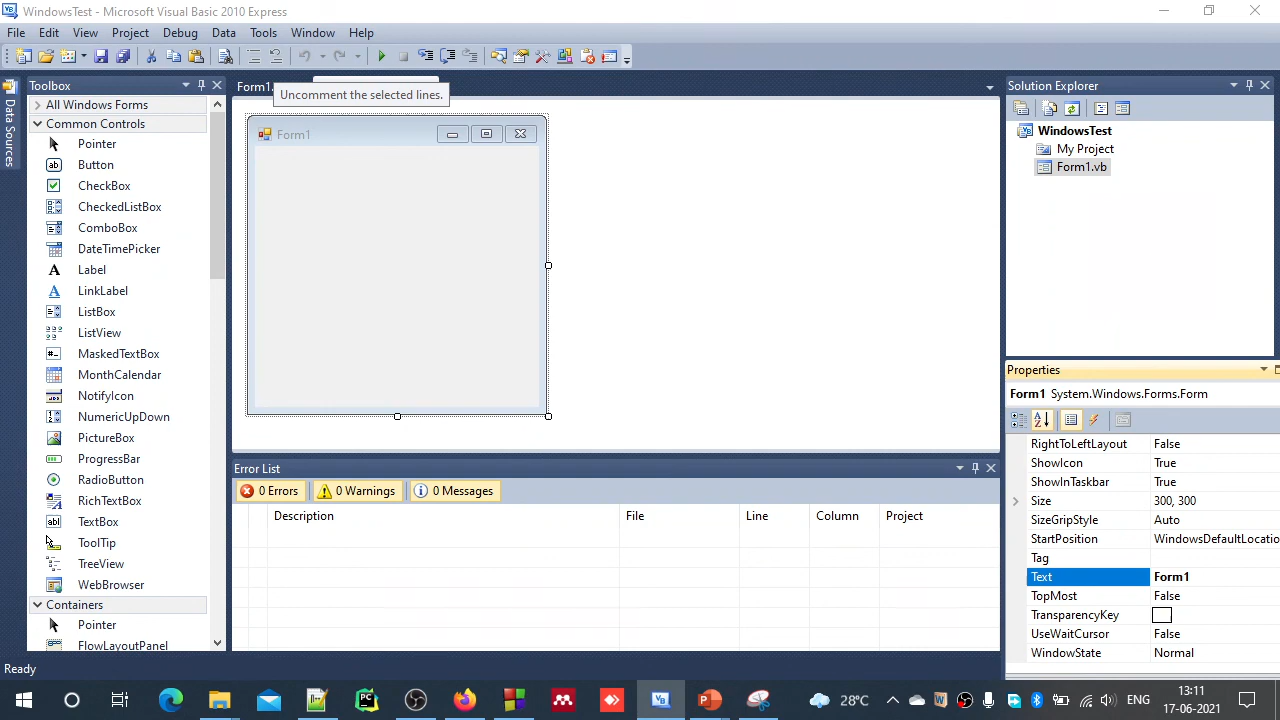 WindowsTest - Microsoft Visual Basic 2010 Express
File Edit View Project Debug Data Tools Window Help
Toolbox
Form1.
Uncomment the selected lines.
Solution Explorer
Data Sources
All Windows Forms
Common Controls
Pointer
Button
CheckBox
CheckedListBox
ComboBox
DateTimePicker
Label
LinkLabel
ListBox
ListView
MaskedTextBox
MonthCalendar
NotifyIcon
NumericUpDown
PictureBox
ProgressBar
RadioButton
RichTextBox
TextBox
ToolTip
TreeView
WebBrowser
Containers
Pointer
FlowLayoutPanel
Form1
WindowsTest
My Project
Form1.vb
Properties
Form1 System.Windows.Forms.Form
RightToLeftLayout False
ShowIcon True
ShowInTaskbar True
Size 300, 300
SizeGripStyle Auto
StartPosition WindowsDefaultLocatio
Tag
Text Form1
TopMost False
TransparencyKey
UseWaitCursor False
WindowState Normal
Error List
0 Errors 0 Warnings 0 Messages
Description File Line Column Project
Ready
28°C ENG 13:11
17-06-2021